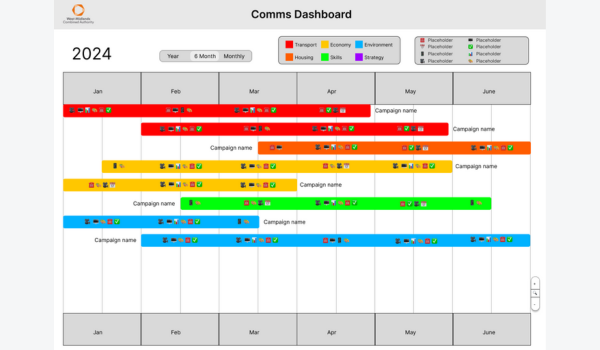 West Midlands
Combined Authority
Comms Dashboard
2024
Year 6 Month Monthly
Transport Economy Environment
Housing Skills Strategy
Placeholder Placeholder
Placeholder Placeholder
Placeholder Placeholder
Placeholder Placeholder
Jan Feb Mar Apr May June
Campaign name
Campaign name
Campaign name
Campaign name
Campaign name
Campaign name
Campaign name
Campaign name
Jan Feb Mar Apr May June